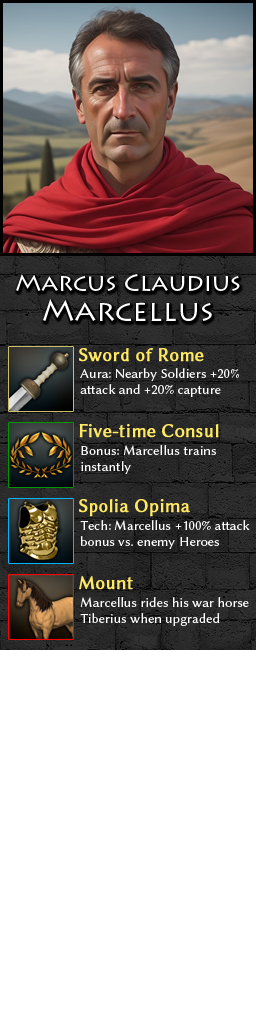 Marcus Claudius
Marcellus
Sword of Rome
Aura: Nearby Soldiers +20%
attack and +20% capture
Five-time Consul
Bonus: Marcellus trains
instantly
Spolia Opima
Tech: Marcellus +100% attack
bonus vs. enemy Heroes
Mount
Marcellus rides his war horse
Tiberius when upgraded